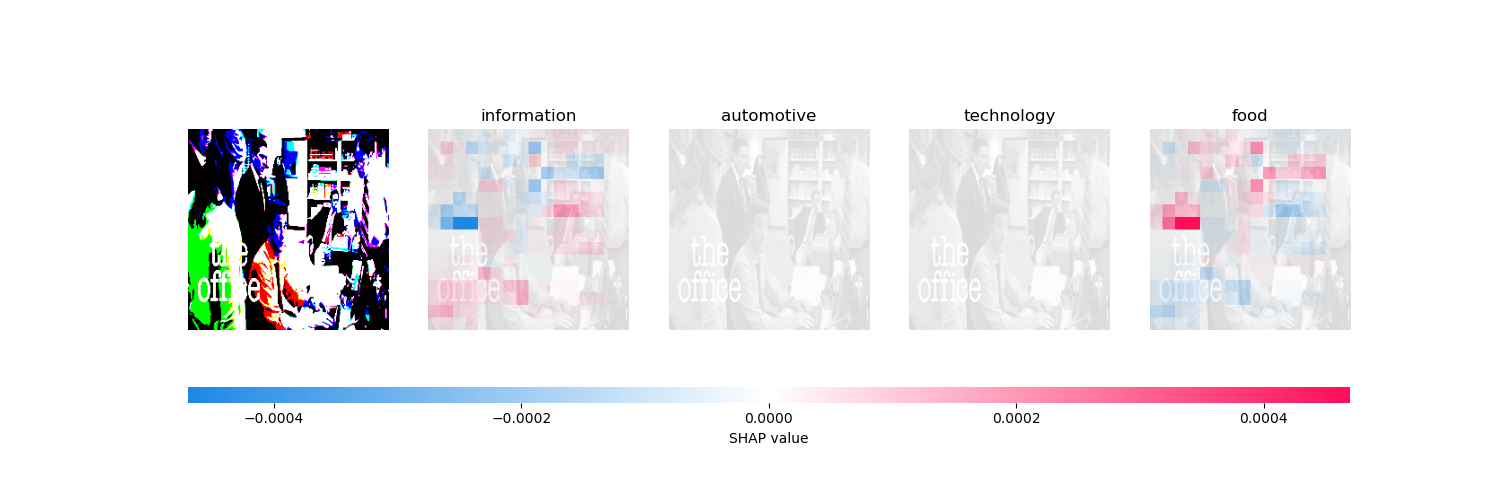 information
automotive
technology
food
the
office
the
office
the
office
the
office
the
office
−0.0004
−0.0002
0.0000
0.0002
0.0004
SHAP value